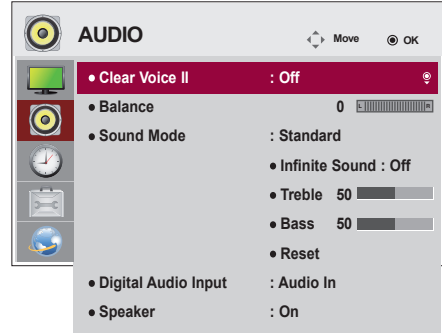 AUDIO
Move
OK
• Clear Voice II : Off
• Balance 0 L R
• Sound Mode : Standard
• Infinite Sound : Off
• Treble 50
• Bass 50
• Reset
• Digital Audio Input : Audio In
• Speaker : On